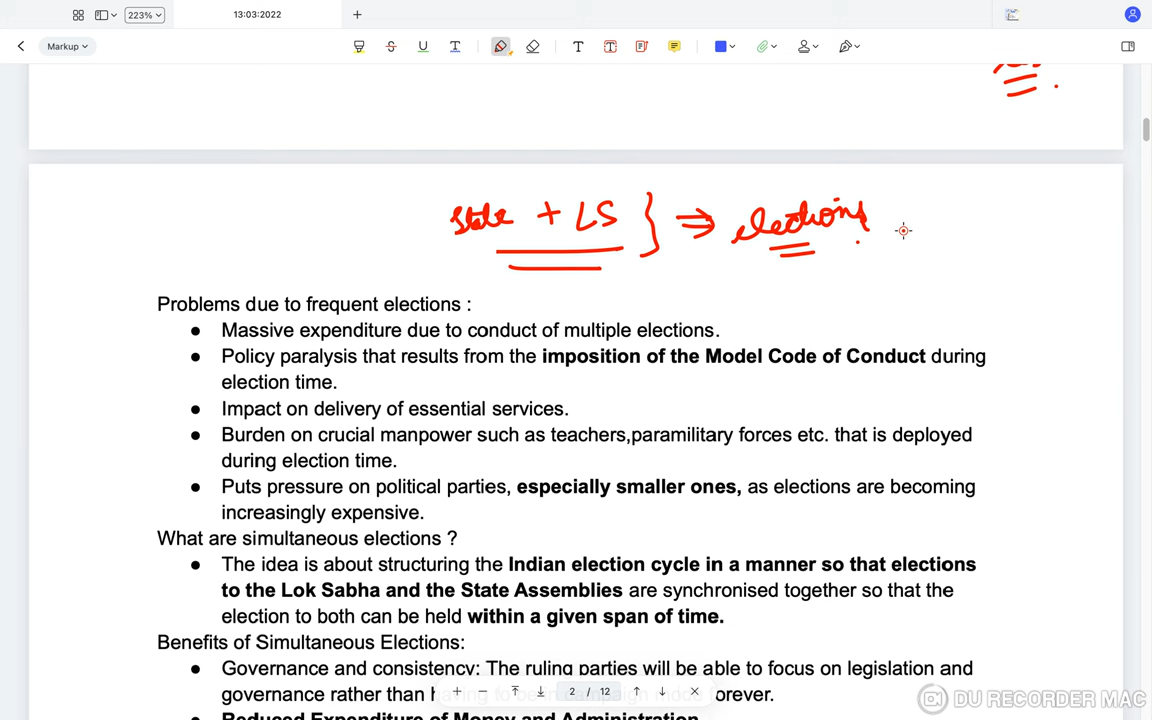 223%
13:03:2022
Markup
State + LS } ⇒ elections
Problems due to frequent elections :
● Massive expenditure due to conduct of multiple elections.
● Policy paralysis that results from the imposition of the Model Code of Conduct during
election time.
● Impact on delivery of essential services.
● Burden on crucial manpower such as teachers,paramilitary forces etc. that is deployed
during election time.
● Puts pressure on political parties, especially smaller ones, as elections are becoming
increasingly expensive.
What are simultaneous elections ?
● The idea is about structuring the Indian election cycle in a manner so that elections
to the Lok Sabha and the State Assemblies are synchronised together so that the
election to both can be held within a given span of time.
Benefits of Simultaneous Elections:
● Governance and consistency: The ruling parties will be able to focus on legislation and
governance rather than forever.
2 / 12
● Reduced Expenditure of Money and Administration
DU RECORDER MAC